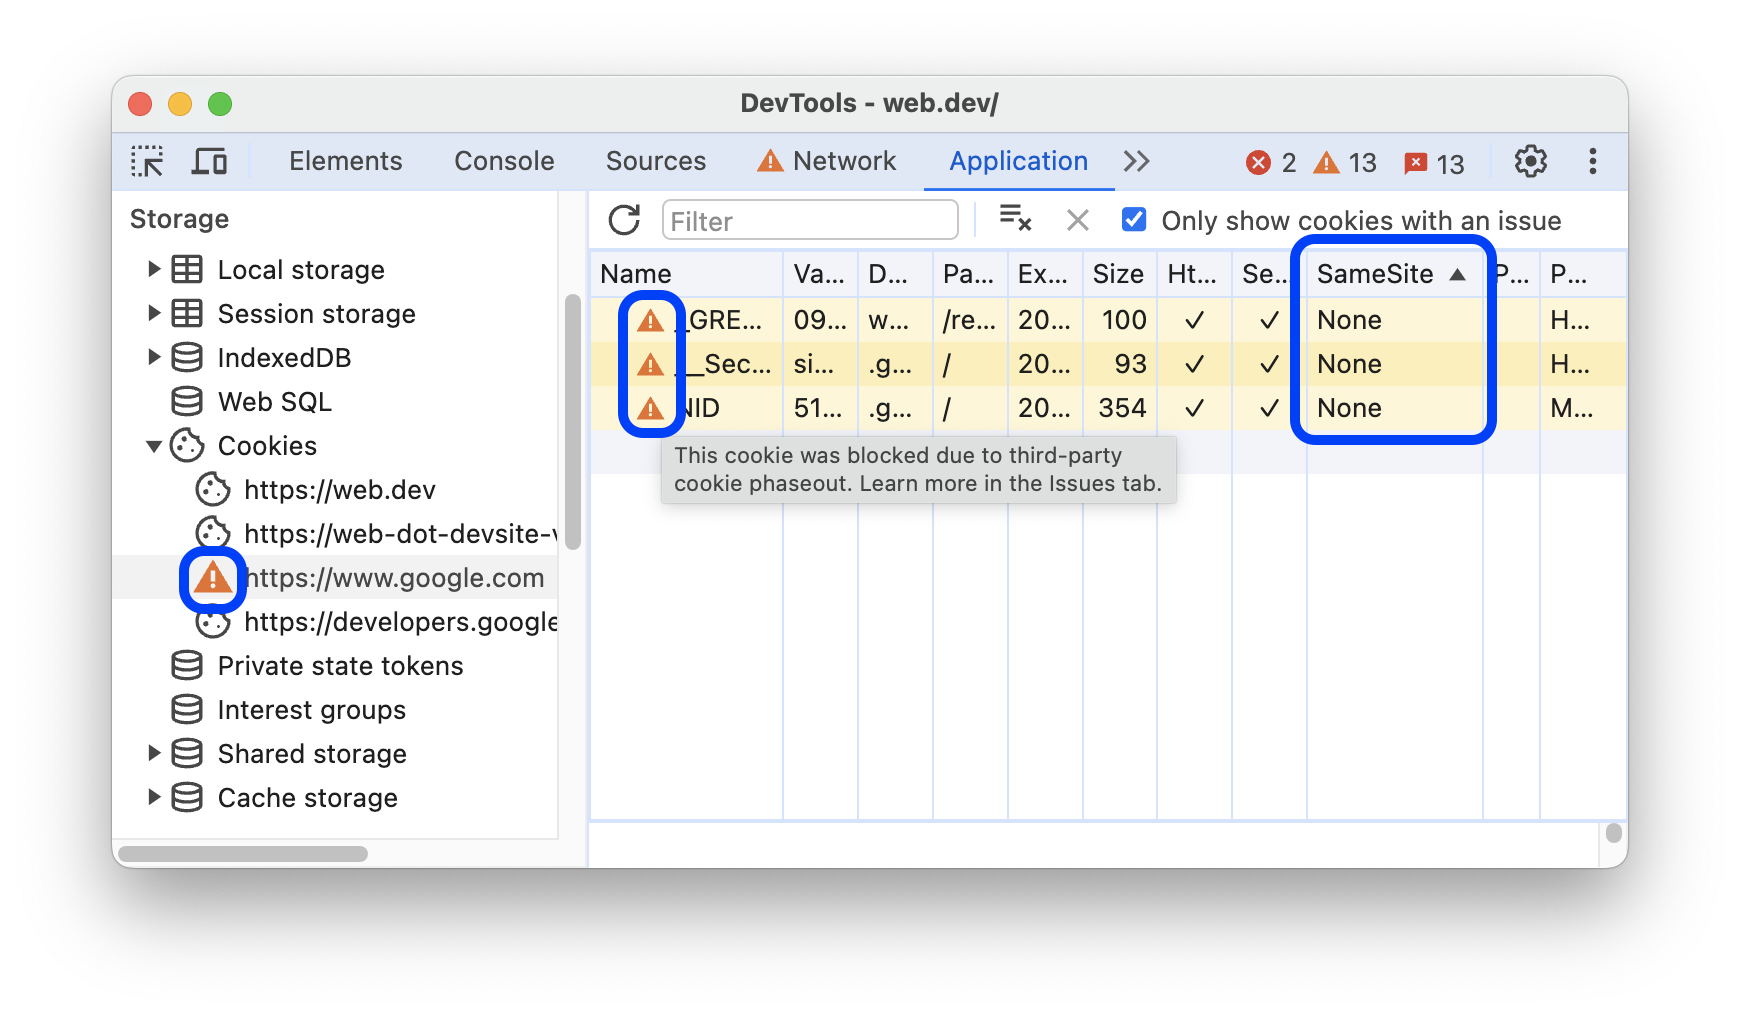 DevTools - web.dev/
Elements Console Sources Network Application 2 13 13
Storage
Local storage
Session storage
IndexedDB
Web SQL
Cookies
https://web.dev
https://web-dot-devsite-v
https://www.google.com
https://developers.google
Private state tokens
Interest groups
Shared storage
Cache storage
Filter Only show cookies with an issue
Name Va... D... Pa... Ex... Size Ht... Se... SameSite ▲ P... P...
_GRE... 09... w... /re... 20... 100 ✓ ✓ None H...
__Sec... si... .g... / 20... 93 ✓ ✓ None H...
NID 51... .g... / 20... 354 ✓ ✓ None M...
This cookie was blocked due to third-party
cookie phaseout. Learn more in the Issues tab.